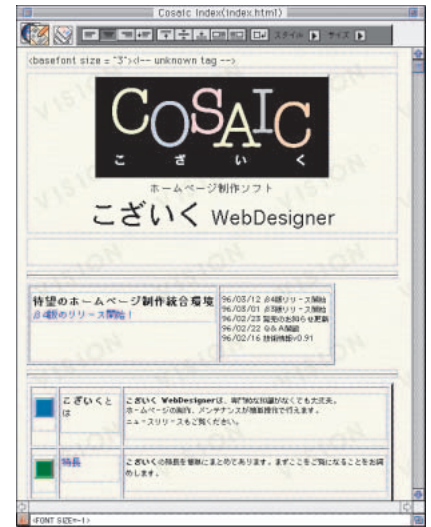 Cosaic Index(index.html)
スタイル サイズ
<basefont size = "3"><!-- unknown tag -->
COSAIC
こ ざ い く
ホームページ制作ソフト
こざいく WebDesigner
待望のホームページ制作統合環境
β4版のリリース開始！
96/03/12 β4版リリース開始
96/03/01 β3版リリース開始
96/02/23 発売のお知らせ更新
96/02/22 Q&A開設
96/02/16 技術情報v0.91
こざいくとは
こざいく WebDesignerは、専門的な知識がなくても大丈夫。
ホームページの制作、メンテナンスが簡単操作で行えます。
ニュースリリースもご覧ください。
特長
こざいくの特長を簡単にまとめてあります。まずここをご覧になることをお薦
めします。
<FONT SIZE=-1>
VISION